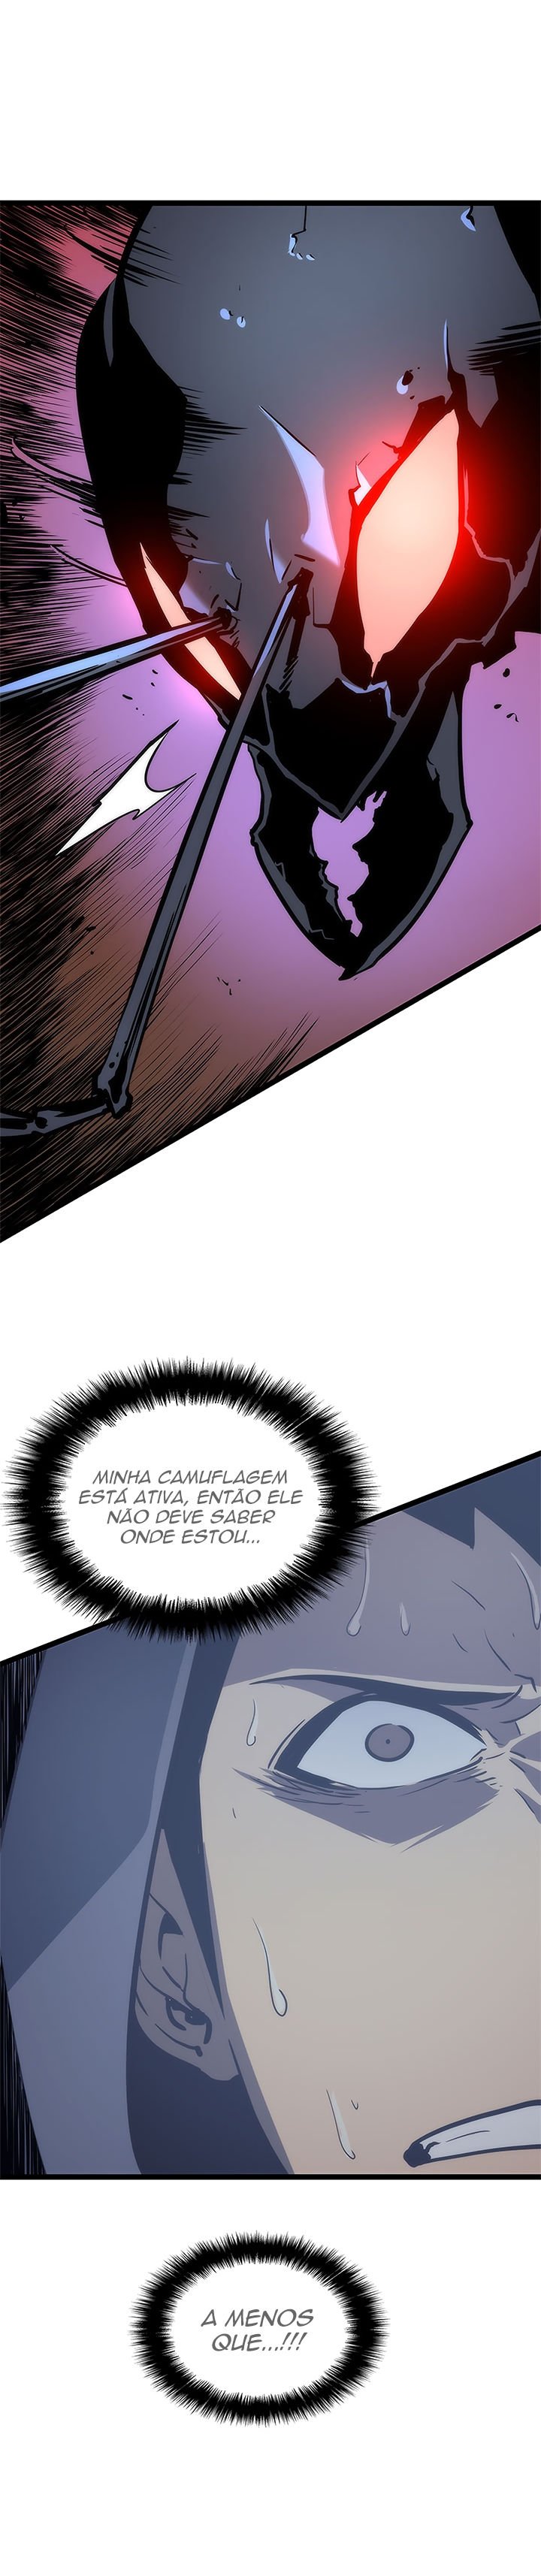 MINHA CAMUFLAGEM
ESTÁ ATIVA, ENTÃO ELE
NÃO DEVE SABER
ONDE ESTOU...
A MENOS
QUE...!!!